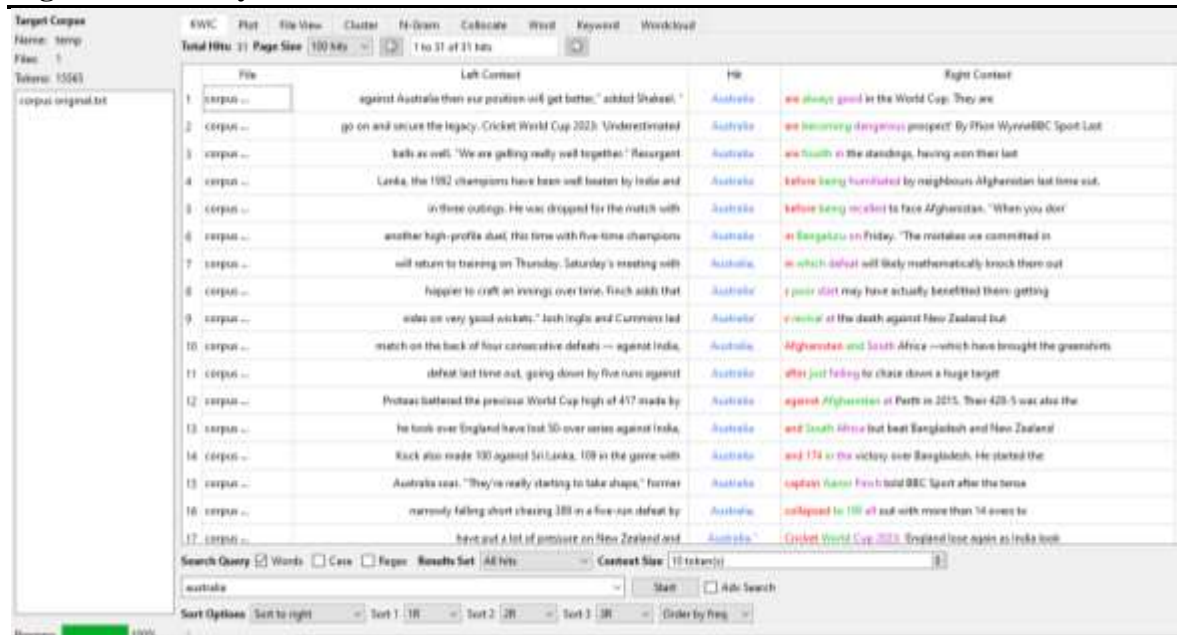 Target Corpus
Name: temp
Files: 1
Tokens: 15565
corpus original.txt
KWIC Plot File View Cluster N-Gram Collocate Word Keyword Wordcloud
Total Hits: 31 Page Size 100 hits 1 to 31 of 31 hits
File Left Context Hit Right Context
1 corpus ... against Australia then our position will get better," added Shakeel. " Australia are always good in the World Cup. They are
2 corpus ... go on and secure the legacy. Cricket World Cup 2023: 'Underestimated Australia are becoming dangerous prospect' By Ffion WynneBBC Sport Last
3 corpus ... balls as well. "We are gelling really well together." Resurgent Australia are fourth in the standings, having won their last
4 corpus ... Lanka, the 1992 champions have been well beaten by India and Australia before being humiliated by neighbours Afghanistan last time out.
5 corpus ... in three outings. He was dropped for the match with Australia before being recalled to face Afghanistan. "When you don'
6 corpus ... another high-profile duel, this time with five-time champions Australia in Bengaluru on Friday. "The mistakes we committed in
7 corpus ... will return to training on Thursday. Saturday's meeting with Australia, in which defeat will likely mathematically knock them out
8 corpus ... happier to craft an innings over time. Finch adds that Australia' s poor start may have actually benefitted them: getting
9 corpus ... sides on very good wickets." Josh Inglis and Cummins led Australia' s revival at the death against New Zealand but
10 corpus ... match on the back of four consecutive defeats — against India, Australia, Afghanistan and South Africa —which have brought the greenshirts
11 corpus ... defeat last time out, going down by five runs against Australia after just failing to chase down a huge target
12 corpus ... Proteas battered the previous World Cup high of 417 made by Australia against Afghanistan at Perth in 2015. Their 428-5 was also the
13 corpus ... he took over England have lost 50-over series against India, Australia and South Africa but beat Bangladesh and New Zealand
14 corpus ... Kock also made 100 against Sri Lanka, 109 in the game with Australia and 174 in the victory over Bangladesh. He started the
15 corpus ... Australia soar. "They're really starting to take shape," former Australia captain Aaron Finch told BBC Sport after the tense
16 corpus ... narrowly falling short chasing 389 in a five-run defeat by Australia collapsed to 199 all out with more than 14 overs to
17 corpus ... have put a lot of pressure on New Zealand and Australia." Cricket World Cup 2023: England lose again as India look
Search Query Words Case Regex Results Set All hits Context Size 10 token(s)
australia Start Adv Search
Sort Options Sort to right Sort 1 1R Sort 2 2R Sort 3 3R Order by freq
100%